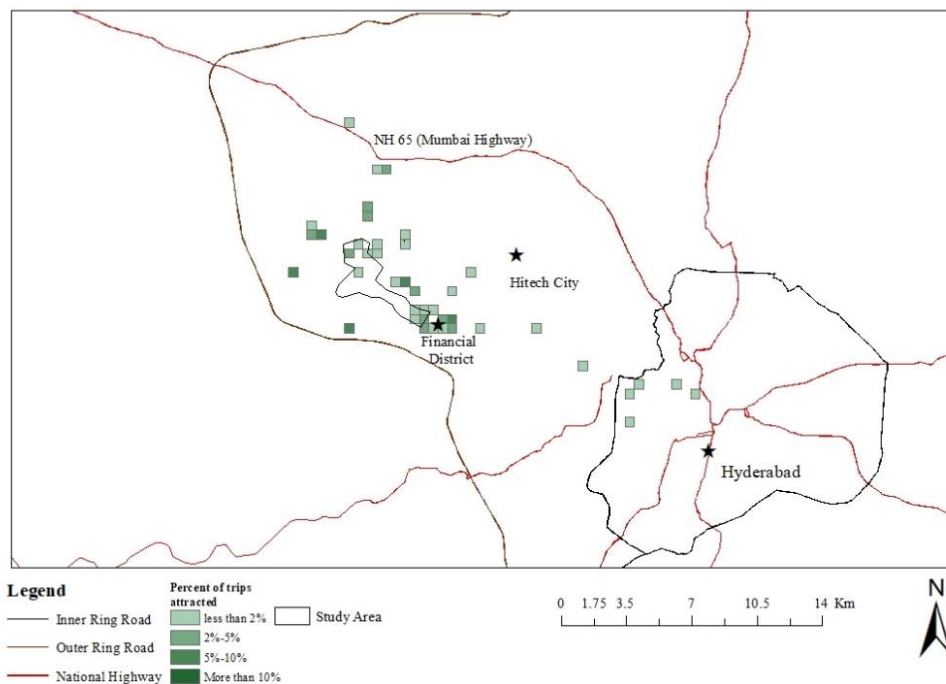 NH 65 (Mumbai Highway)
Hitech City
Financial
District
Hyderabad
Legend
Inner Ring Road
Outer Ring Road
National Highway
Percent of trips
attracted
less than 2%
2%-5%
5%-10%
More than 10%
Study Area
0 1.75 3.5 7 10.5 14 Km
N